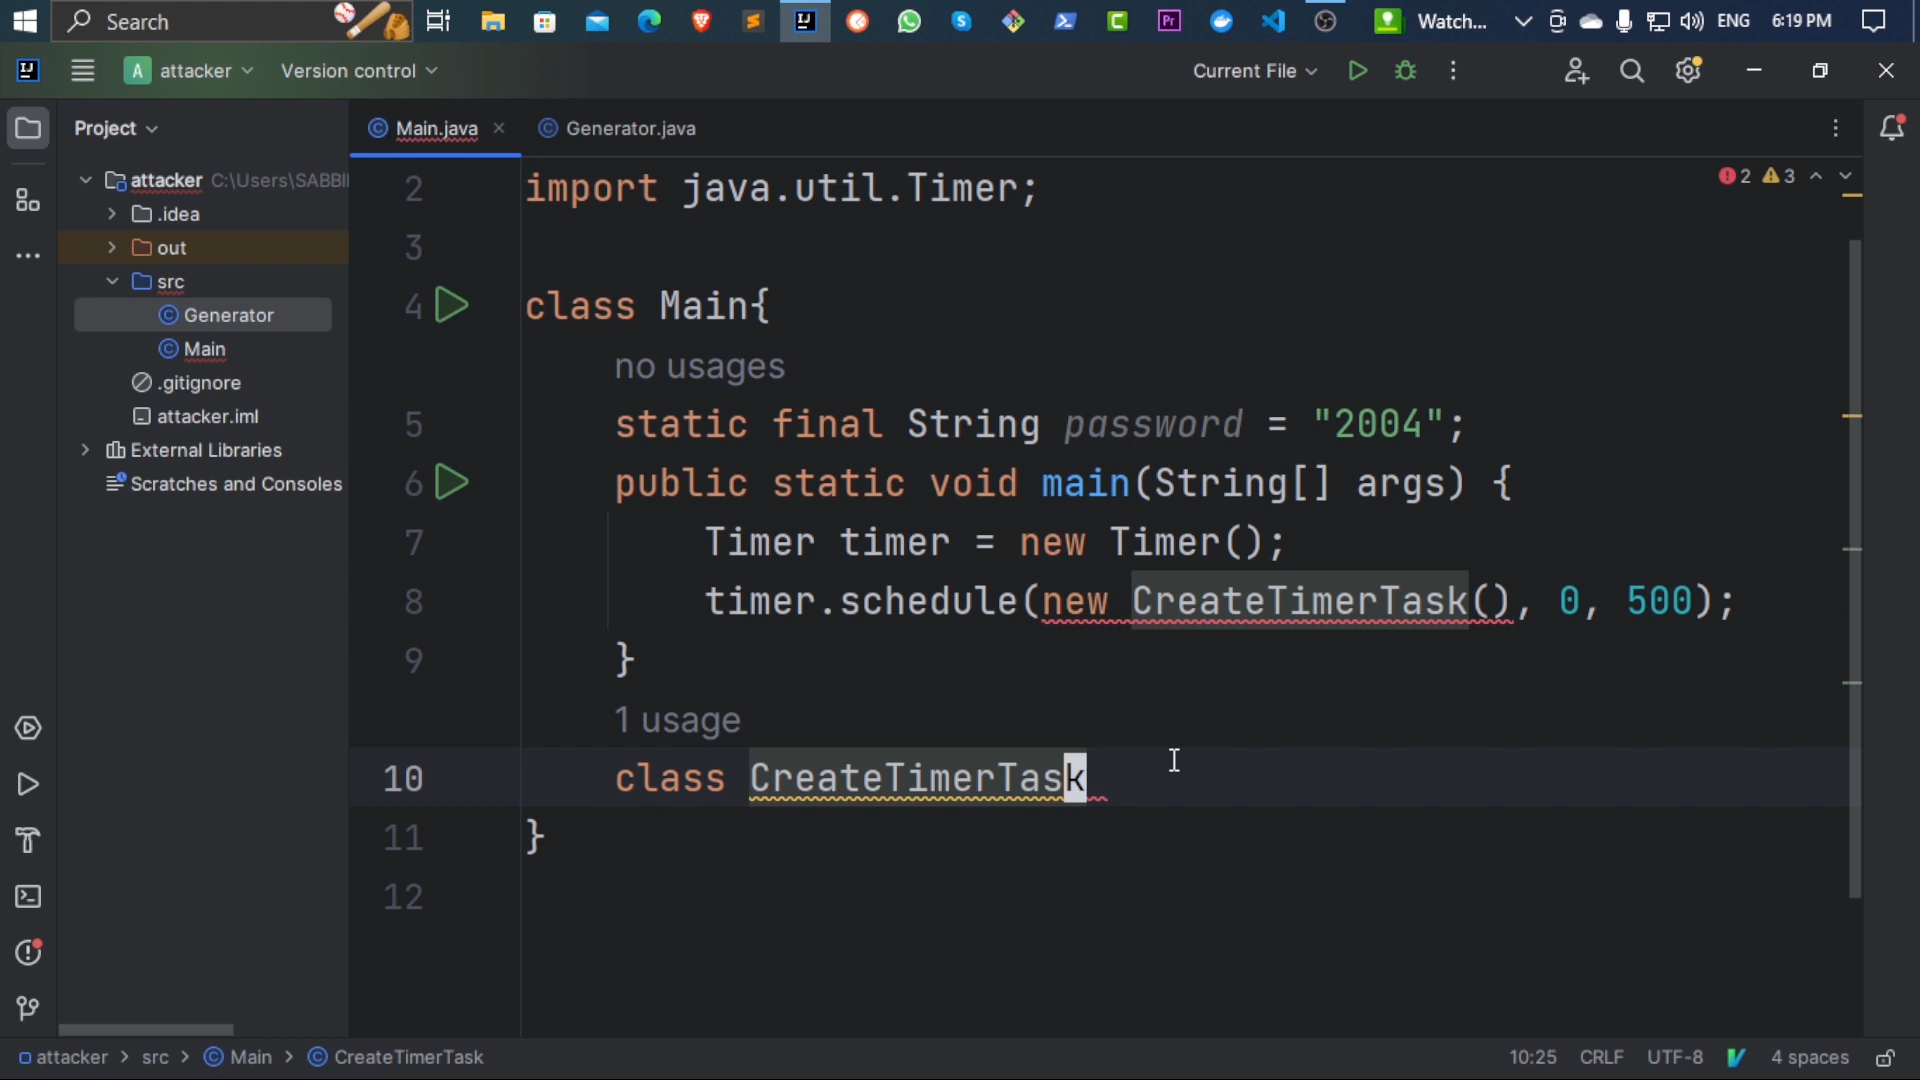 Search
Watch...
ENG
6:19 PM
A attacker
Version control
Current File
Project
Main.java
Generator.java
attacker C:\Users\SABBI
.idea
out
src
Generator
Main
.gitignore
attacker.iml
External Libraries
Scratches and Consoles
2 3
2 import java.util.Timer;
3
4 class Main{
no usages
5 static final String password = "2004";
6 public static void main(String[] args) {
7 Timer timer = new Timer();
8 timer.schedule(new CreateTimerTask(), 0, 500);
9 }
1 usage
10 class CreateTimerTask
11 }
12
attacker > src > Main > CreateTimerTask
10:25 CRLF UTF-8 4 spaces